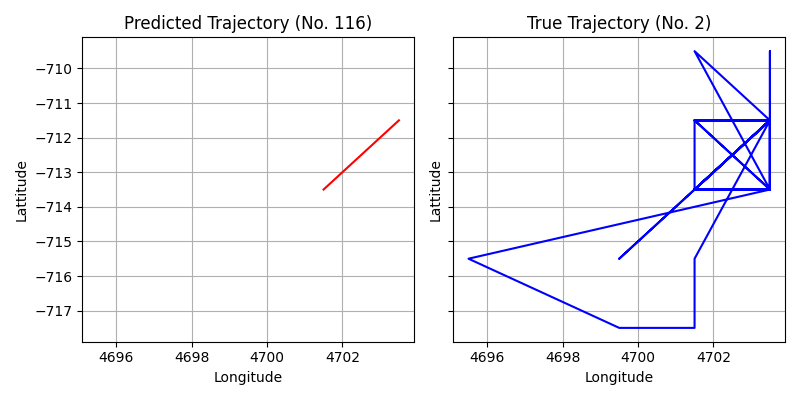 Predicted Trajectory (No. 116)
−710
−711
−712
−713
−714
−715
−716
−717
Lattitude
4696 4698 4700 4702
Longitude
True Trajectory (No. 2)
Lattitude
4696 4698 4700 4702
Longitude